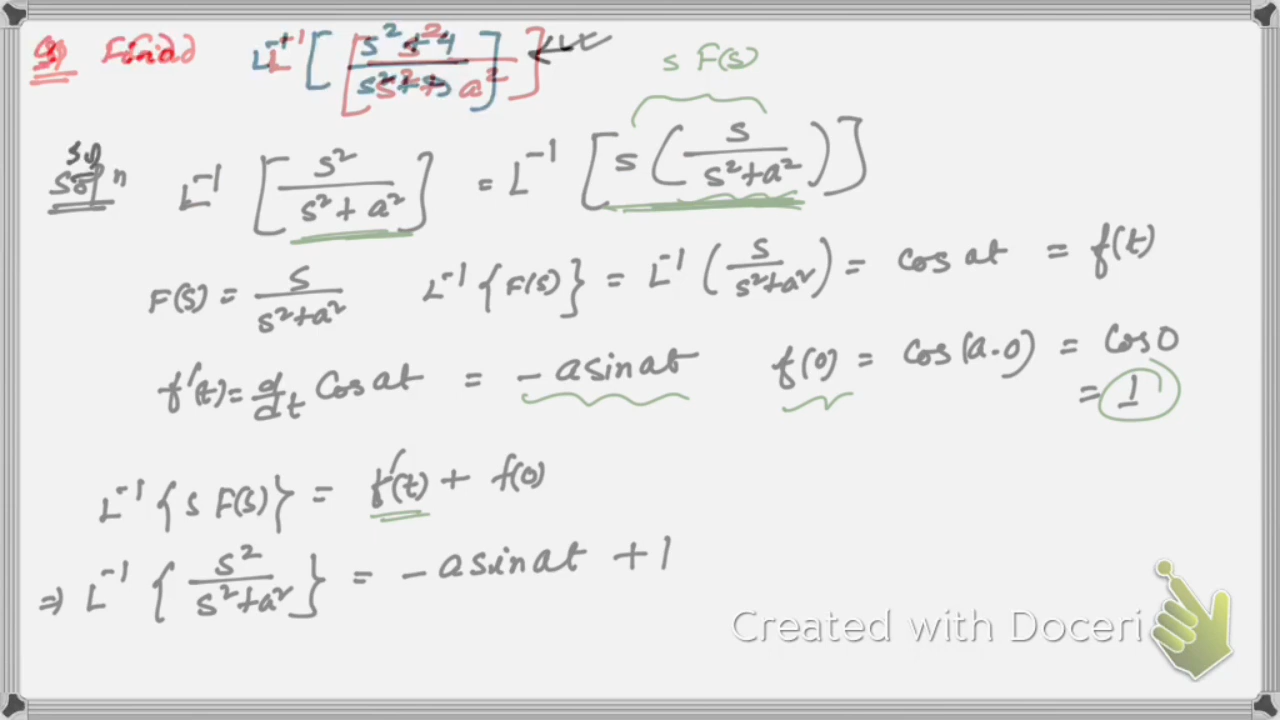 Find L⁻¹ [ s² / s² + a² ]
s F(s)
Solⁿ L⁻¹ [ s² / s² + a² ] = L⁻¹ [ s ( s / s² + a² ) ]
F(s) = s / s² + a² L⁻¹ { F(s) } = L⁻¹ ( s / s² + a² ) = cos at = f(t)
f'(t) = d/dt cos at = - a sin at f(0) = cos (a . 0) = cos 0
= 1
L⁻¹ { s F(s) } = f'(t) + f(0)
⇒ L⁻¹ { s² / s² + a² } = - a sin at + 1
Created with Doceri